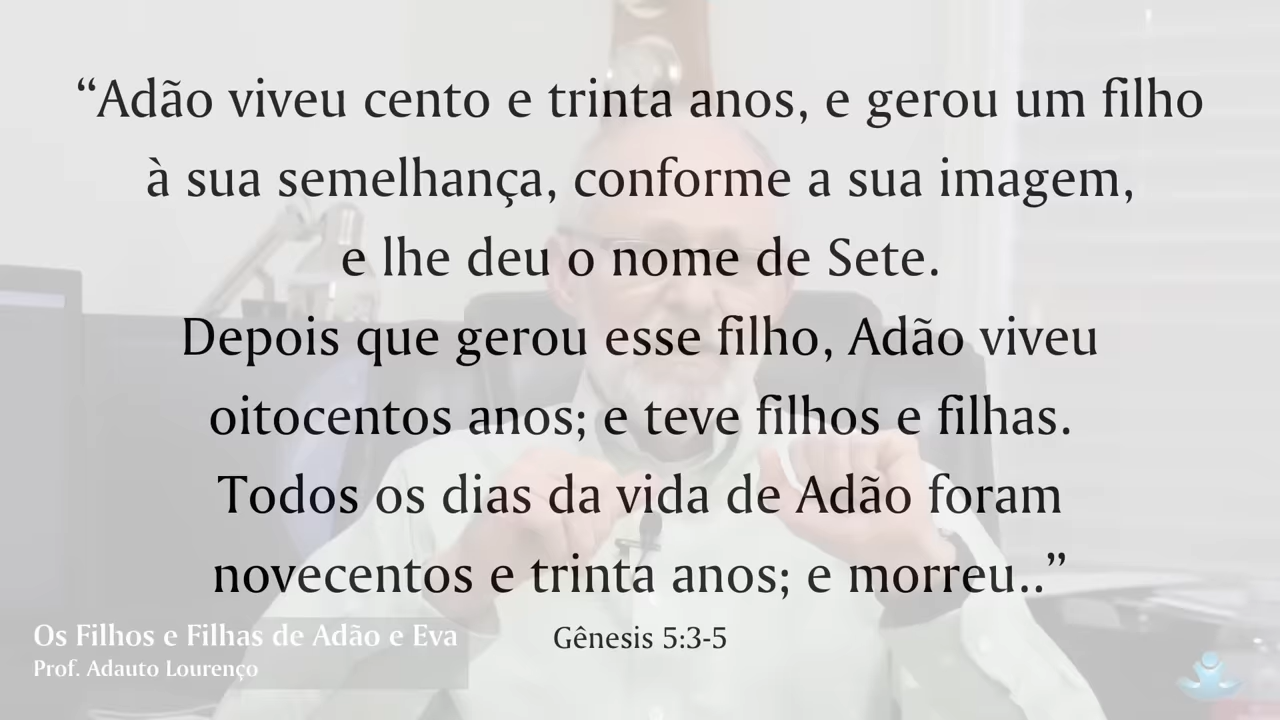 “Adão viveu cento e trinta anos, e gerou um filho
à sua semelhança, conforme a sua imagem,
e lhe deu o nome de Sete.
Depois que gerou esse filho, Adão viveu
oitocentos anos; e teve filhos e filhas.
Todos os dias da vida de Adão foram
novecentos e trinta anos; e morreu..”
Gênesis 5:3-5
Os Filhos e Filhas de Adão e Eva
Prof. Adauto Lourenço